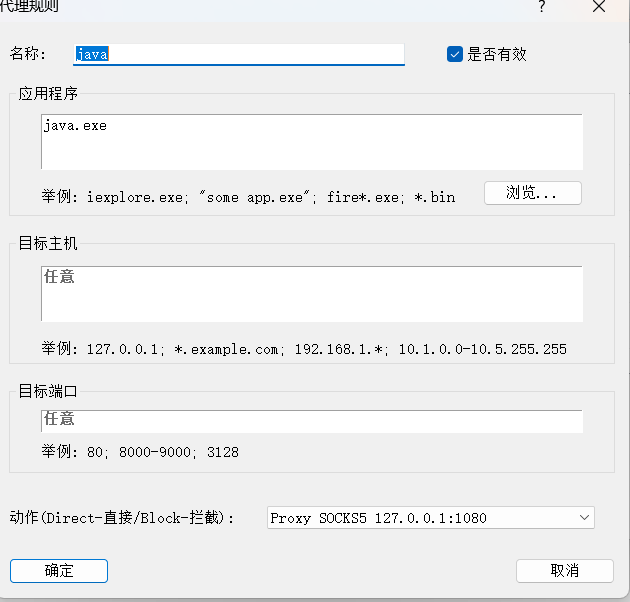 代理规则 ?
名称: java 是否有效
应用程序
java.exe
举例: iexplore.exe; "some app.exe"; fire*.exe; *.bin 浏览...
目标主机
任意
举例: 127.0.0.1; *.example.com; 192.168.1.*; 10.1.0.0-10.5.255.255
目标端口
任意
举例: 80; 8000-9000; 3128
动作(Direct-直接/Block-拦截): Proxy SOCKS5 127.0.0.1:1080
确定 取消